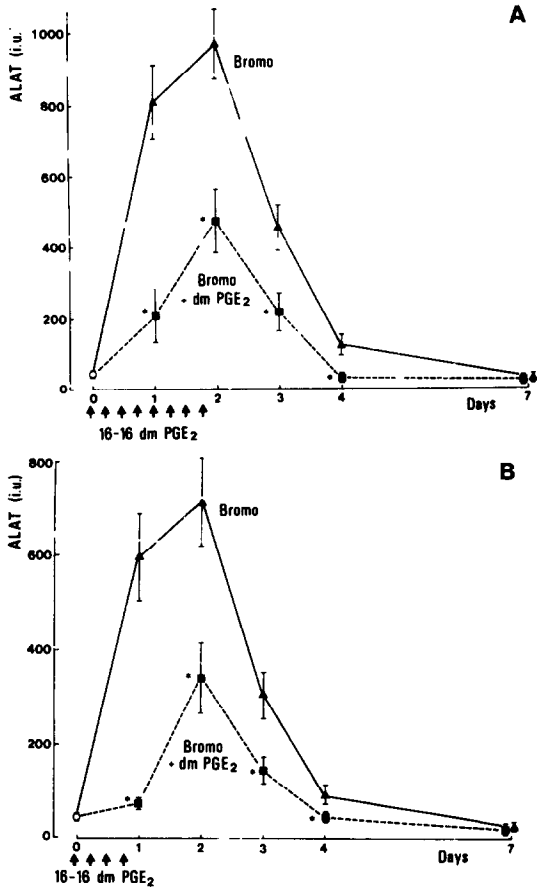 A
ALAT (i.u.)
1000
800
600
400
200
0
Bromo
Bromo
+ dm PGE2
*
*
*
*
0
1
2
3
4
7
Days
16-16 dm PGE2
B
ALAT (i.u.)
800
600
400
200
0
Bromo
Bromo
+ dm PGE2
*
*
*
*
0
1
2
3
4
7
Days
16-16 dm PGE2